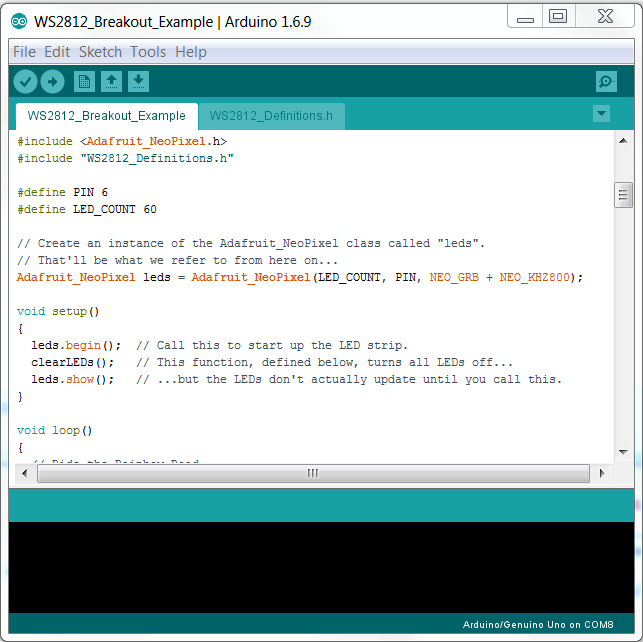 WS2812_Breakout_Example | Arduino 1.6.9
File Edit Sketch Tools Help
WS2812_Breakout_Example WS2812_Definitions.h
#include <Adafruit_NeoPixel.h>
#include "WS2812_Definitions.h"
#define PIN 6
#define LED_COUNT 60
// Create an instance of the Adafruit_NeoPixel class called "leds".
// That'll be what we refer to from here on...
Adafruit_NeoPixel leds = Adafruit_NeoPixel(LED_COUNT, PIN, NEO_GRB + NEO_KHZ800);
void setup()
{
leds.begin();  // Call this to start up the LED strip.
clearLEDs();   // This function, defined below, turns all LEDs off...
leds.show();   // ...but the LEDs don't actually update until you call this.
}
void loop()
{
// Ride the Rainbow Road
Arduino/Genuino Uno on COM8